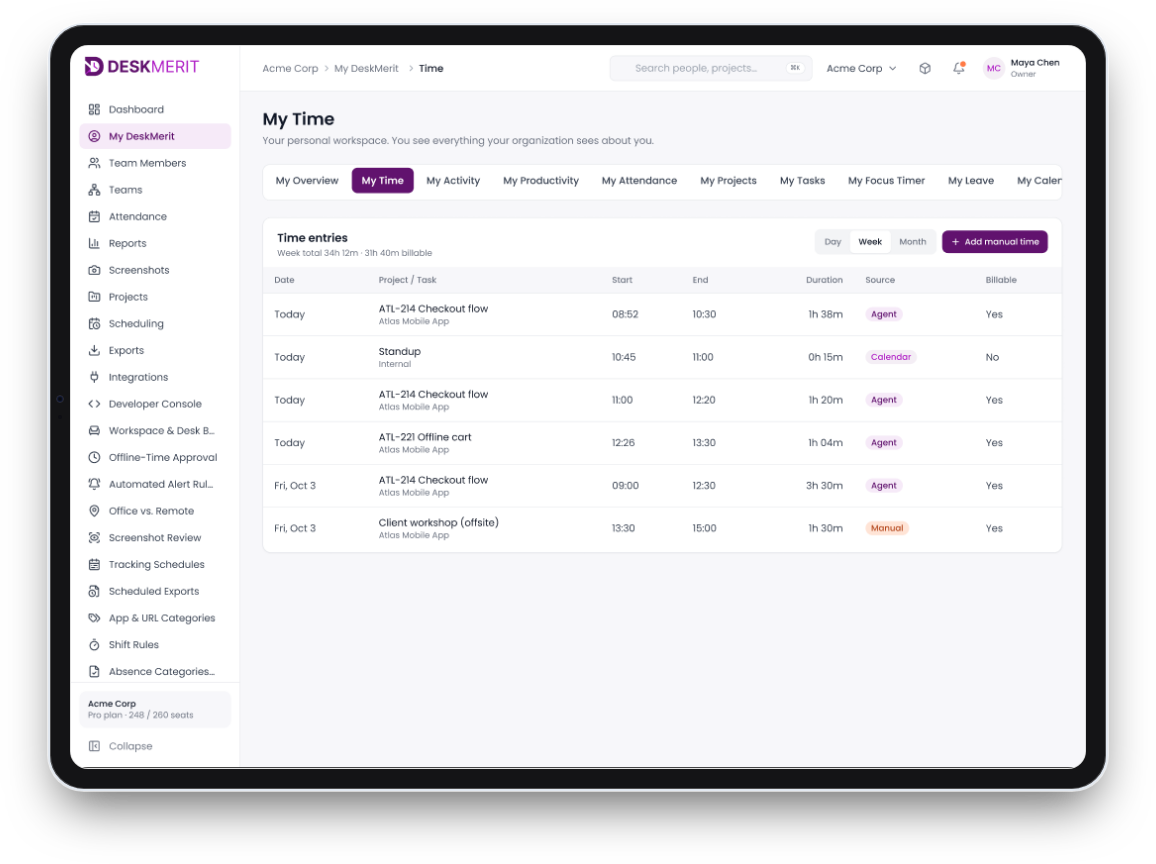 DESKMERIT
Acme Corp > My DeskMerit > Time
Search people, projects... ⌘K
Acme Corp
MC
Maya Chen
Owner
Dashboard
My DeskMerit
Team Members
Teams
Attendance
Reports
Screenshots
Projects
Scheduling
Exports
Integrations
Developer Console
Workspace & Desk B...
Offline-Time Approval
Automated Alert Rul...
Office vs. Remote
Screenshot Review
Tracking Schedules
Scheduled Exports
App & URL Categories
Shift Rules
Absence Categories...
Acme Corp
Pro plan · 248 / 260 seats
Collapse
My Time
Your personal workspace. You see everything your organization sees about you.
My Overview My Time My Activity My Productivity My Attendance My Projects My Tasks My Focus Timer My Leave My Caler
Time entries
Week total 34h 12m · 31h 40m billable
Day Week Month + Add manual time
Date Project / Task Start End Duration Source Billable
Today ATL-214 Checkout flow 08:52 10:30 1h 38m Agent Yes
Atlas Mobile App
Today Standup 10:45 11:00 0h 15m Calendar No
Internal
Today ATL-214 Checkout flow 11:00 12:20 1h 20m Agent Yes
Atlas Mobile App
Today ATL-221 Offline cart 12:26 13:30 1h 04m Agent Yes
Atlas Mobile App
Fri, Oct 3 ATL-214 Checkout flow 09:00 12:30 3h 30m Agent Yes
Atlas Mobile App
Fri, Oct 3 Client workshop (offsite) 13:30 15:00 1h 30m Manual Yes
Atlas Mobile App